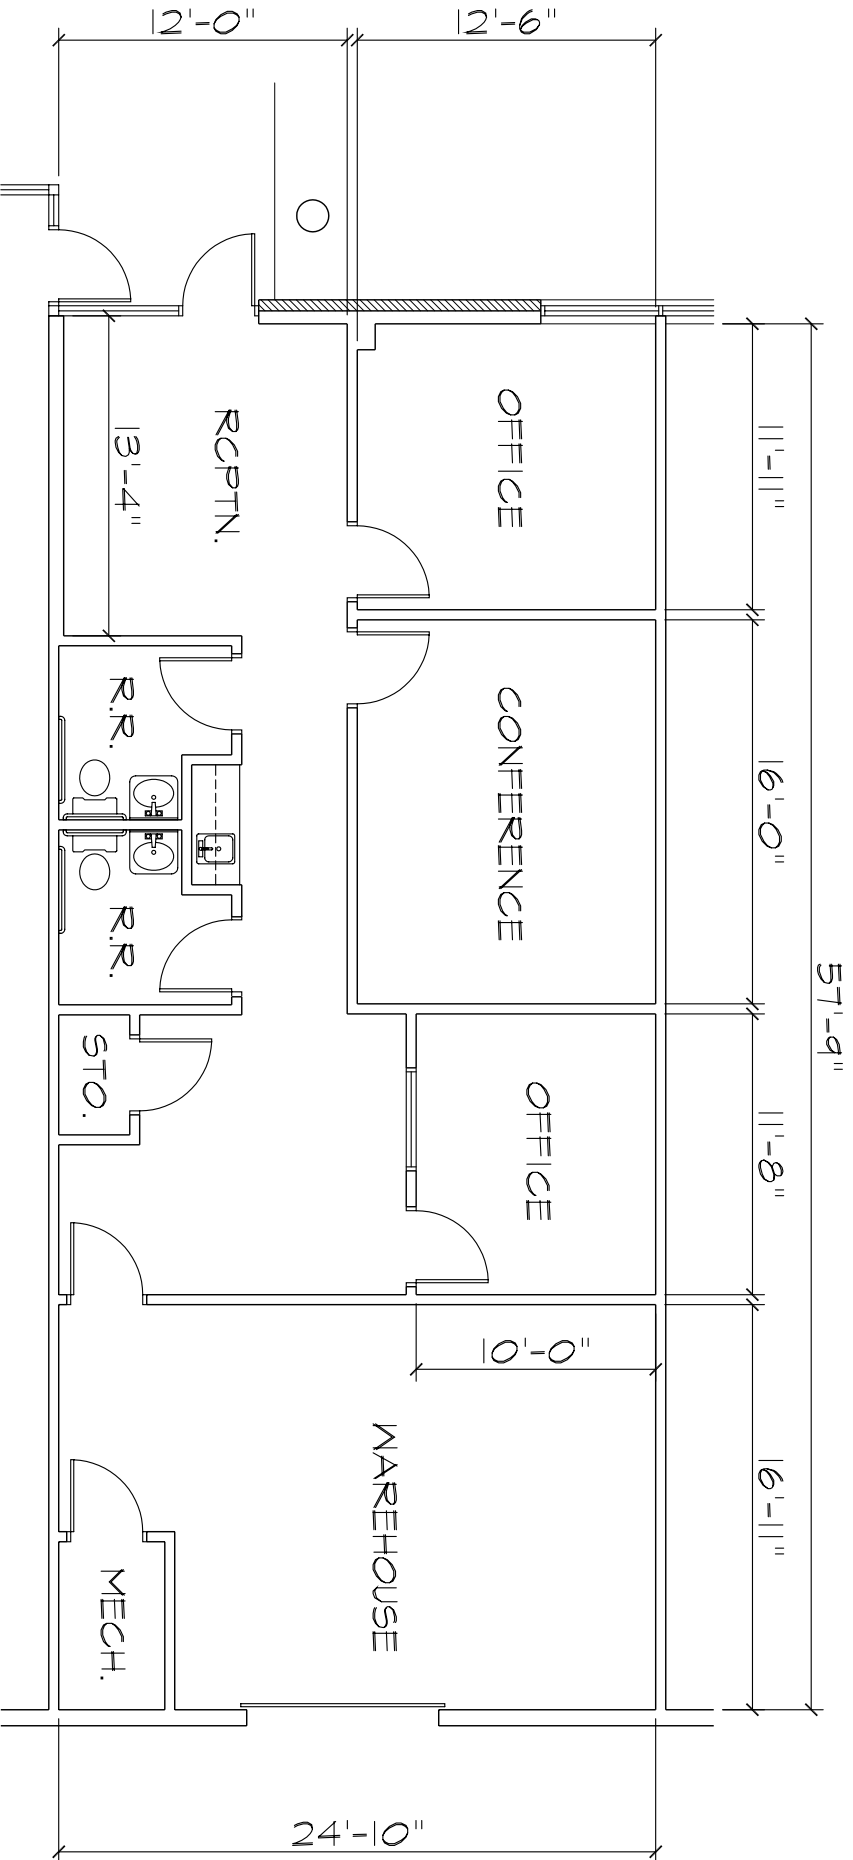 12'-0"
12'-6"
OFFICE
11'-11"
RCPTN.
13'-4"
CONFERENCE
16'-0"
R.R.
R.R.
57'-9"
STO.
OFFICE
11'-8"
10'-0"
WAREHOUSE
16'-11"
MECH.
24'-10"